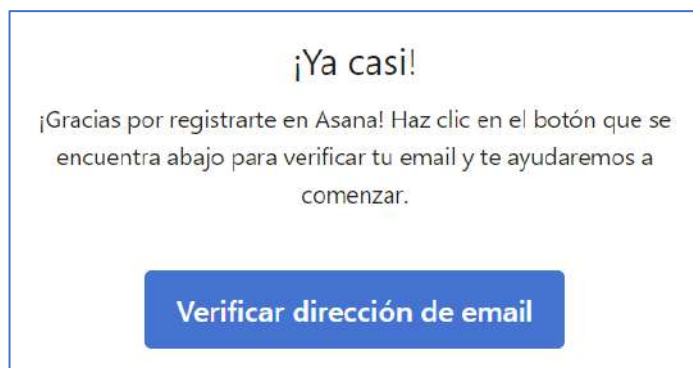 ¡Ya casi!
¡Gracias por registrarte en Asana! Haz clic en el botón que se
encuentra abajo para verificar tu email y te ayudaremos a
comenzar.
Verificar dirección de email